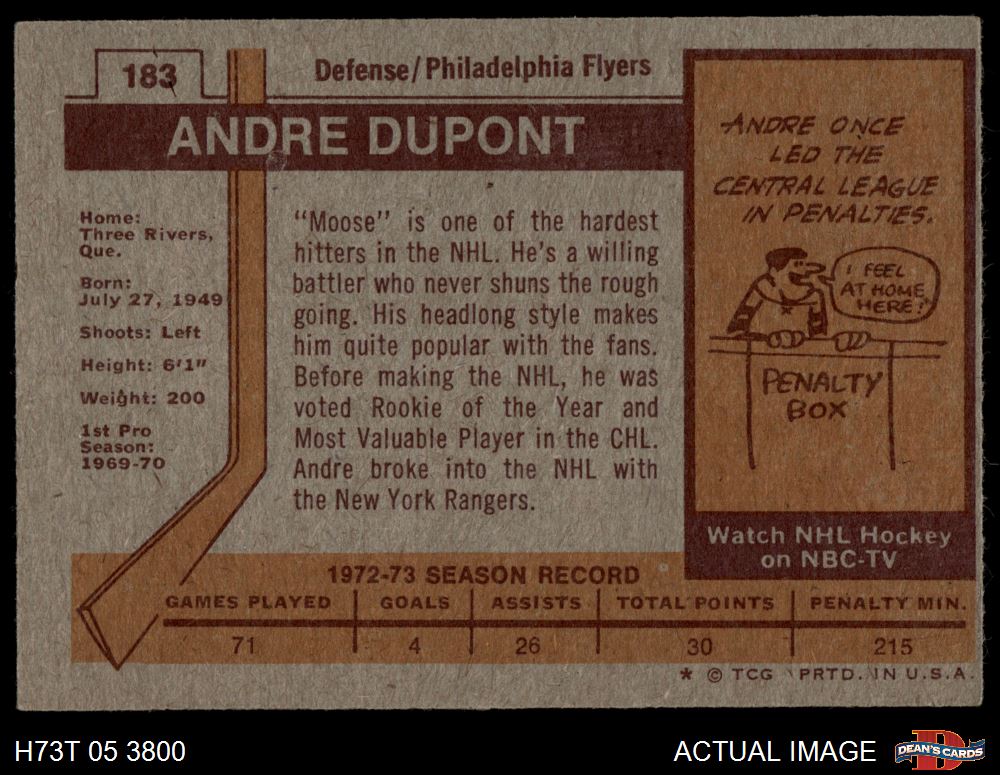 183
Defense/Philadelphia Flyers
ANDRE DUPONT
Home:
Three Rivers,
Que.
Born:
July 27, 1949
Shoots: Left
Height: 6'1"
Weight: 200
1st Pro
Season:
1969-70
"Moose" is one of the hardest
hitters in the NHL. He's a willing
battler who never shuns the rough
going. His headlong style makes
him quite popular with the fans.
Before making the NHL, he was
voted Rookie of the Year and
Most Valuable Player in the CHL.
Andre broke into the NHL with
the New York Rangers.
ANDRE ONCE
LED THE
CENTRAL LEAGUE
IN PENALTIES.
I FEEL
AT HOME
HERE!
PENALTY
BOX
Watch NHL Hockey
on NBC-TV
1972-73 SEASON RECORD
GAMES PLAYED GOALS ASSISTS TOTAL POINTS PENALTY MIN.
71 4 26 30 215
* © TCG PRTD. IN U.S.A.
H73T 05 3800
ACTUAL IMAGE
DEAN'S CARDS